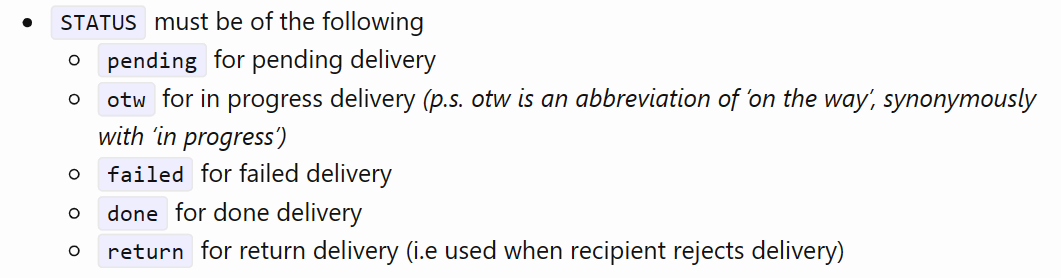 STATUS must be of the following
pending for pending delivery
otw for in progress delivery (p.s. otw is an abbreviation of ‘on the way’, synonymously
with ‘in progress’)
failed for failed delivery
done for done delivery
return for return delivery (i.e used when recipient rejects delivery)